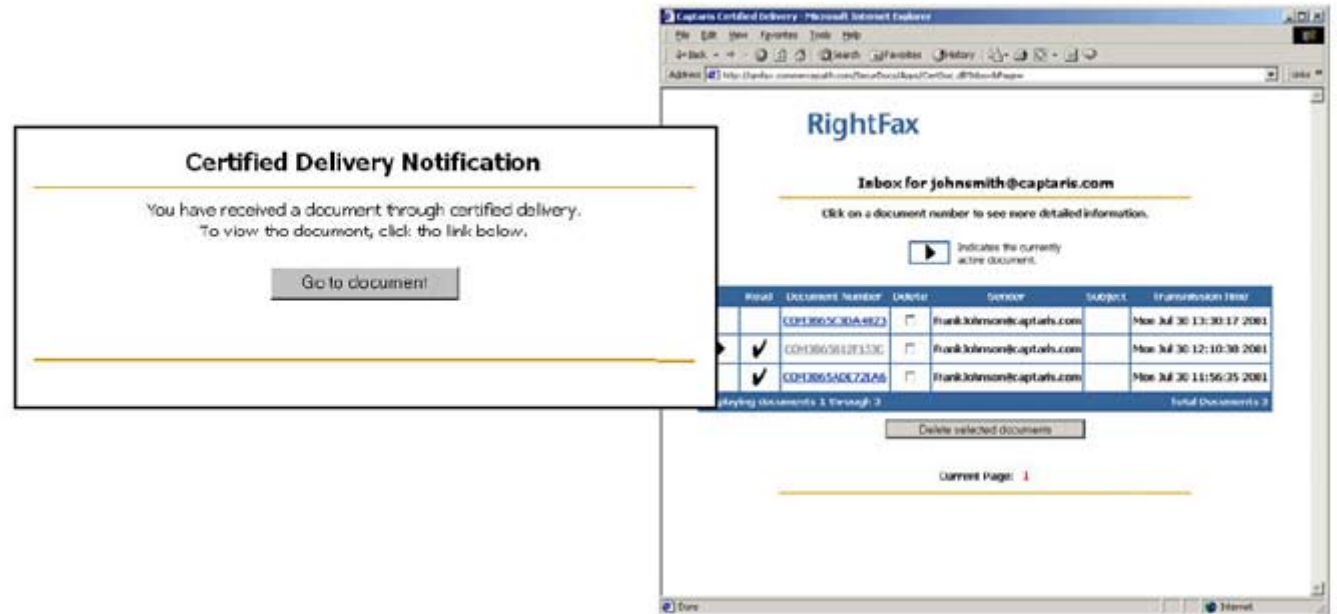 Certified Delivery Notification
You have received a document through certified delivery.
To view the document, click the link below.
Go to document
Captaris Certified Delivery - Microsoft Internet Explorer
File Edit View Favorites Tools Help
Back Search Favorites History
Address Links
RightFax
Inbox for johnsmith@captaris.com
Click on a document number to see more detailed information.
Indicates the currently
active document.
Read Document Number Delete Sender Subject Transmission Time
FrankJohnson@captaris.com Mon Jul 30 13:30:17 2001
FrankJohnson@captaris.com Mon Jul 30 12:10:38 2001
FrankJohnson@captaris.com Mon Jul 30 11:56:35 2001
documents 1 through 3 Total Documents 3
Delete selected documents
Current Page: 1
Done Internet